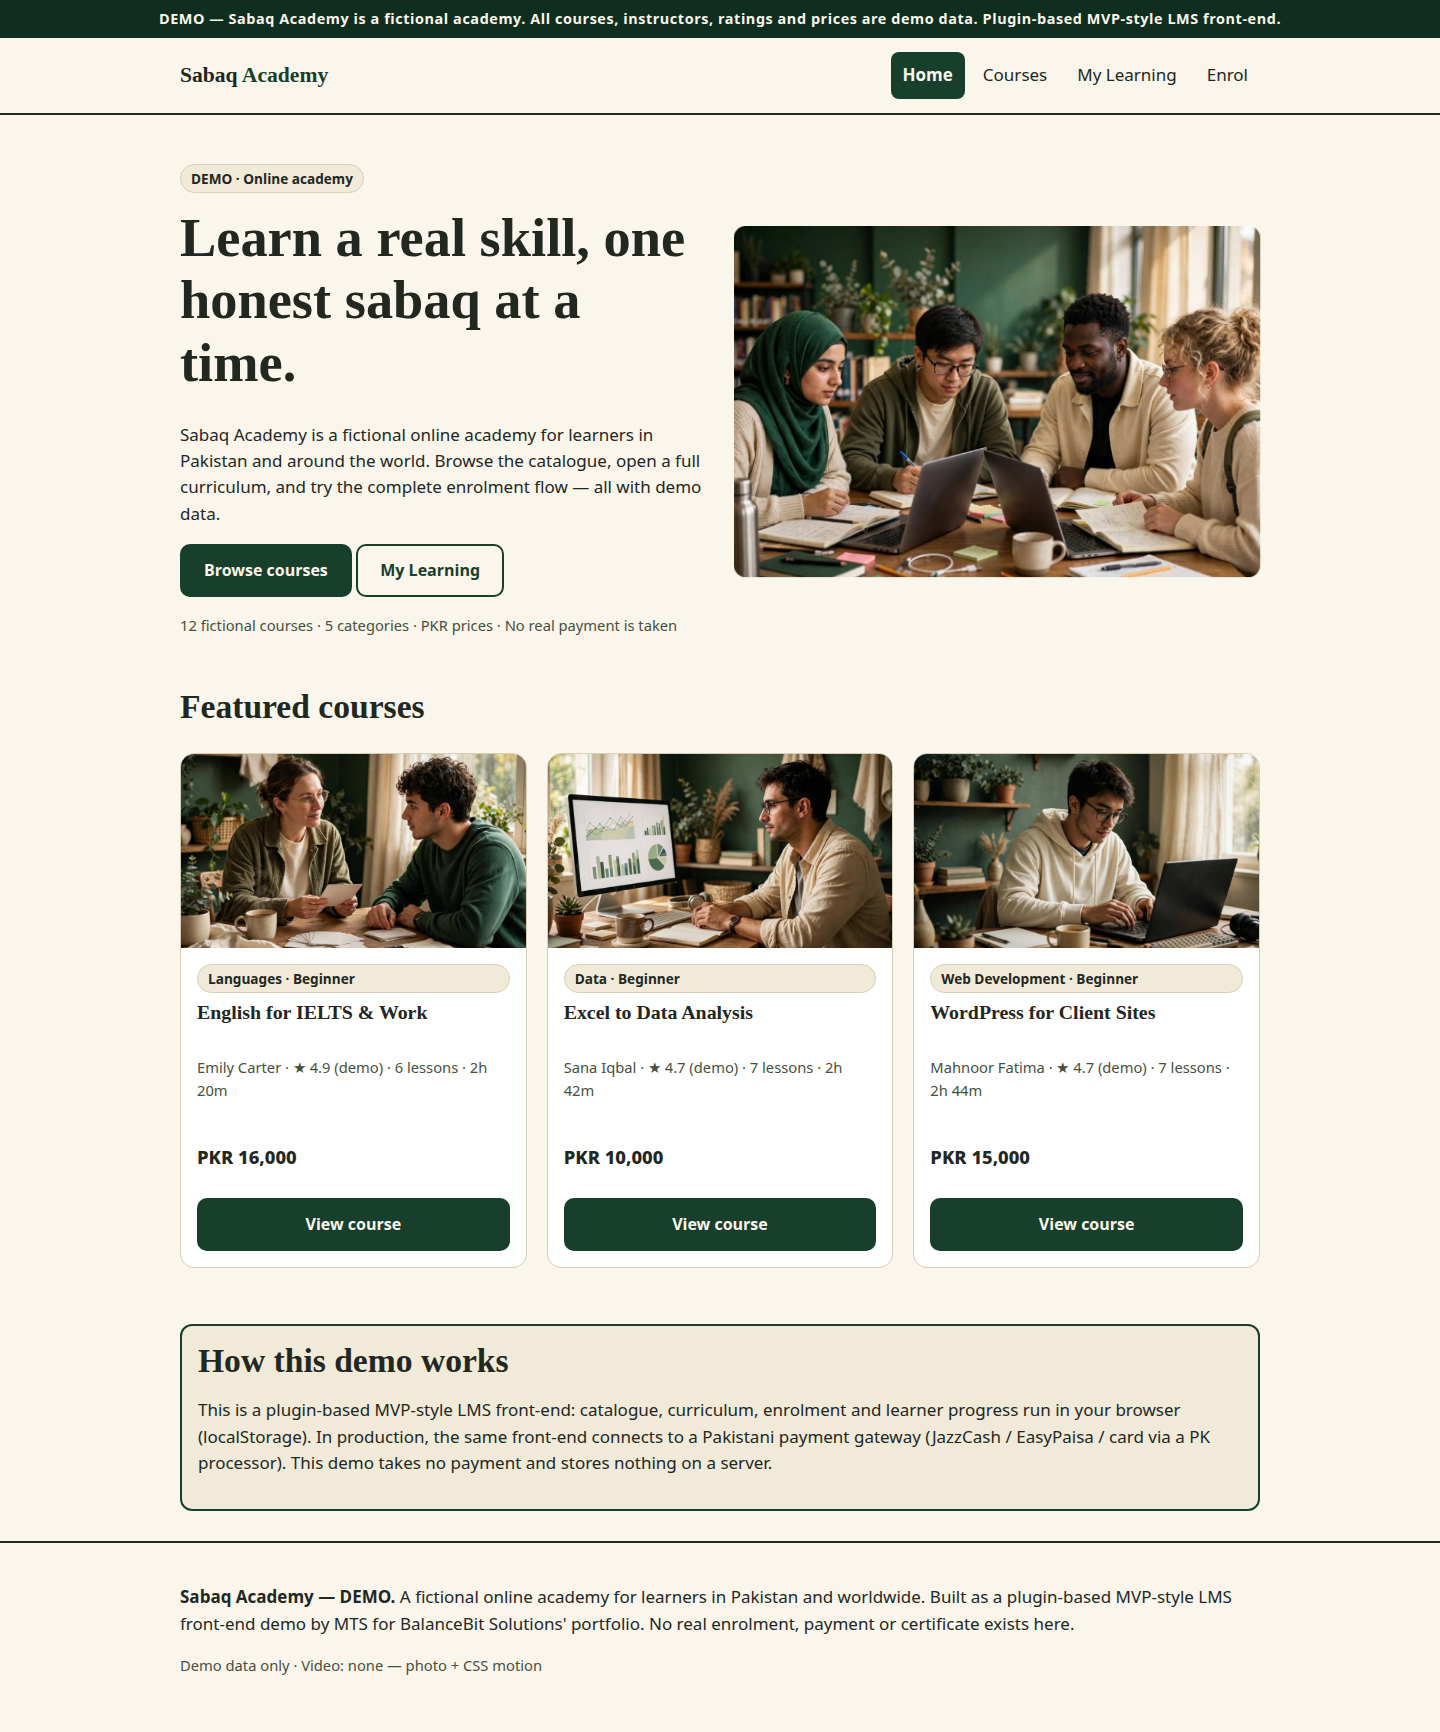 DEMO — Sabaq Academy is a fictional academy. All courses, instructors, ratings and prices are demo data. Plugin-based MVP-style LMS front-end.
Sabaq Academy
Home
Courses
My Learning
Enrol
DEMO · Online academy
Learn a real skill, one
honest sabaq at a
time.
Sabaq Academy is a fictional online academy for learners in
Pakistan and around the world. Browse the catalogue, open a full
curriculum, and try the complete enrolment flow — all with demo
data.
Browse courses
My Learning
12 fictional courses · 5 categories · PKR prices · No real payment is taken
Featured courses
Languages · Beginner
English for IELTS & Work
Emily Carter · ★ 4.9 (demo) · 6 lessons · 2h
20m
PKR 16,000
View course
Data · Beginner
Excel to Data Analysis
Sana Iqbal · ★ 4.7 (demo) · 7 lessons · 2h
42m
PKR 10,000
View course
Web Development · Beginner
WordPress for Client Sites
Mahnoor Fatima · ★ 4.7 (demo) · 7 lessons ·
2h 44m
PKR 15,000
View course
How this demo works
This is a plugin-based MVP-style LMS front-end: catalogue, curriculum, enrolment and learner progress run in your browser
(localStorage). In production, the same front-end connects to a Pakistani payment gateway (JazzCash / EasyPaisa / card via a PK
processor). This demo takes no payment and stores nothing on a server.
Sabaq Academy — DEMO. A fictional online academy for learners in Pakistan and worldwide. Built as a plugin-based MVP-style LMS
front-end demo by MTS for BalanceBit Solutions' portfolio. No real enrolment, payment or certificate exists here.
Demo data only · Video: none — photo + CSS motion